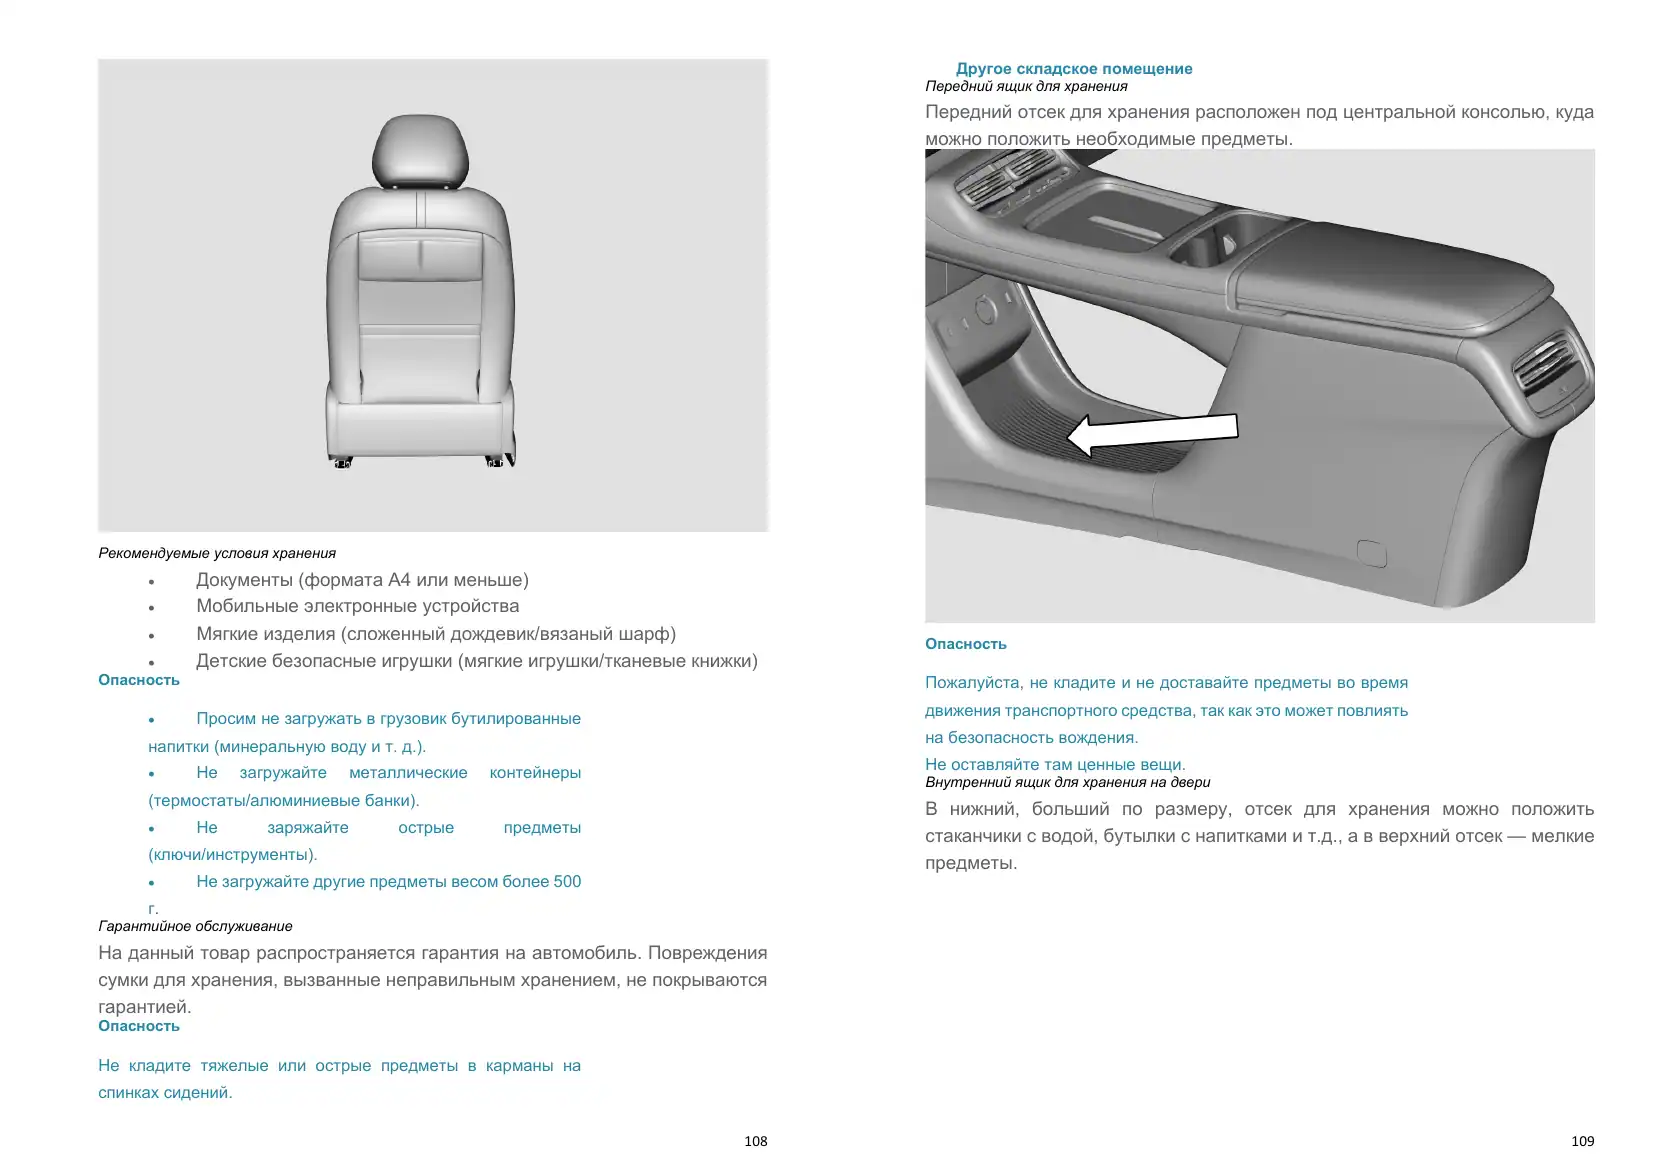 Рекомендуемые условия хранения
• Документы (формата A4 или меньше)
• Мобильные электронные устройства
• Мягкие изделия (сложенный дождевик/вязаный шарф)
• Детские безопасные игрушки (мягкие игрушки/тканевые книжки)
Опасность
• Просим не загружать в грузовик бутилированные
напитки (минеральную воду и т. д.).
• Не загружайте металлические контейнеры
(термостаты/алюминиевые банки).
• Не заряжайте острые предметы
(ключи/инструменты).
• Не загружайте другие предметы весом более 500
г.
Гарантийное обслуживание
На данный товар распространяется гарантия на автомобиль. Повреждения
сумки для хранения, вызванные неправильным хранением, не покрываются
гарантией.
Опасность
Не кладите тяжелые или острые предметы в карманы на
спинках сидений.
108
Другое складское помещение
Передний ящик для хранения
Передний отсек для хранения расположен под центральной консолью, куда
можно положить необходимые предметы.
Опасность
Пожалуйста, не кладите и не доставайте предметы во время
движения транспортного средства, так как это может повлиять
на безопасность вождения.
Не оставляйте там ценные вещи.
Внутренний ящик для хранения на двери
В нижний, больший по размеру, отсек для хранения можно положить
стаканчики с водой, бутылки с напитками и т.д., а в верхний отсек — мелкие
предметы.
109